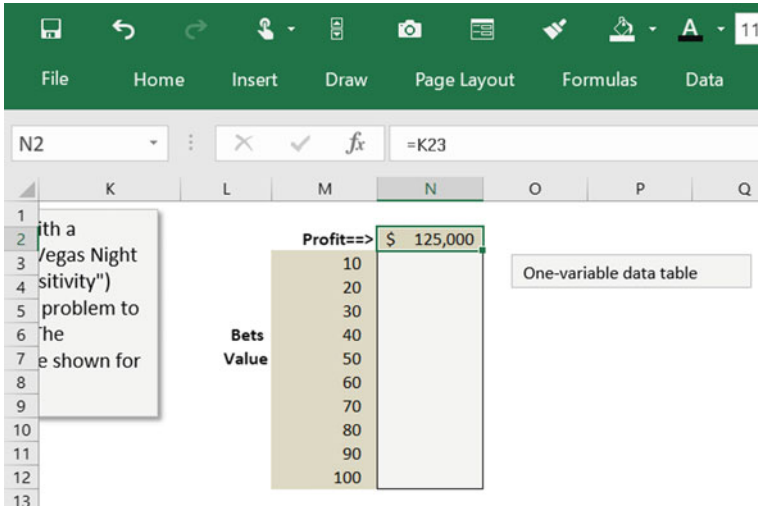 A
11
File Home Insert Draw Page Layout Formulas Data
N2 fx =K23
K L M N O P Q
1 ith a
2 Vegas Night Profit==> $ 125,000
3 sitivity") 10 One-variable data table
4 problem to 20
5 The 30
6 e shown for Bets 40
7 Value 50
8 60
9 70
10 80
11 90
12 100
13